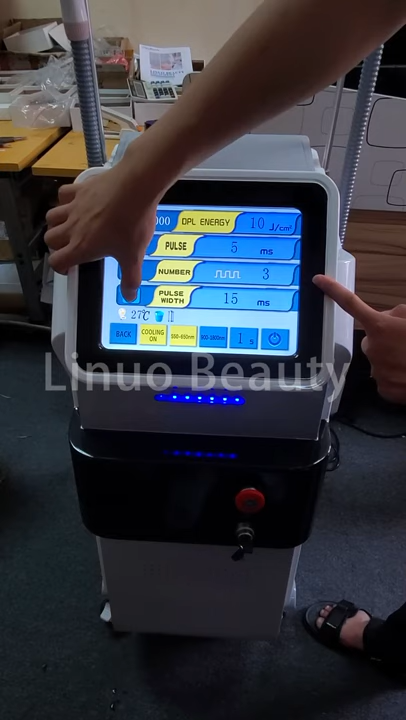 000 DPL ENERGY 10 J/cm²
PULSE 5 ms
NUMBER 3
PULSE WIDTH 15 ms
27℃
BACK COOLING ON 550-650nm 1 s
Linuo Beauty